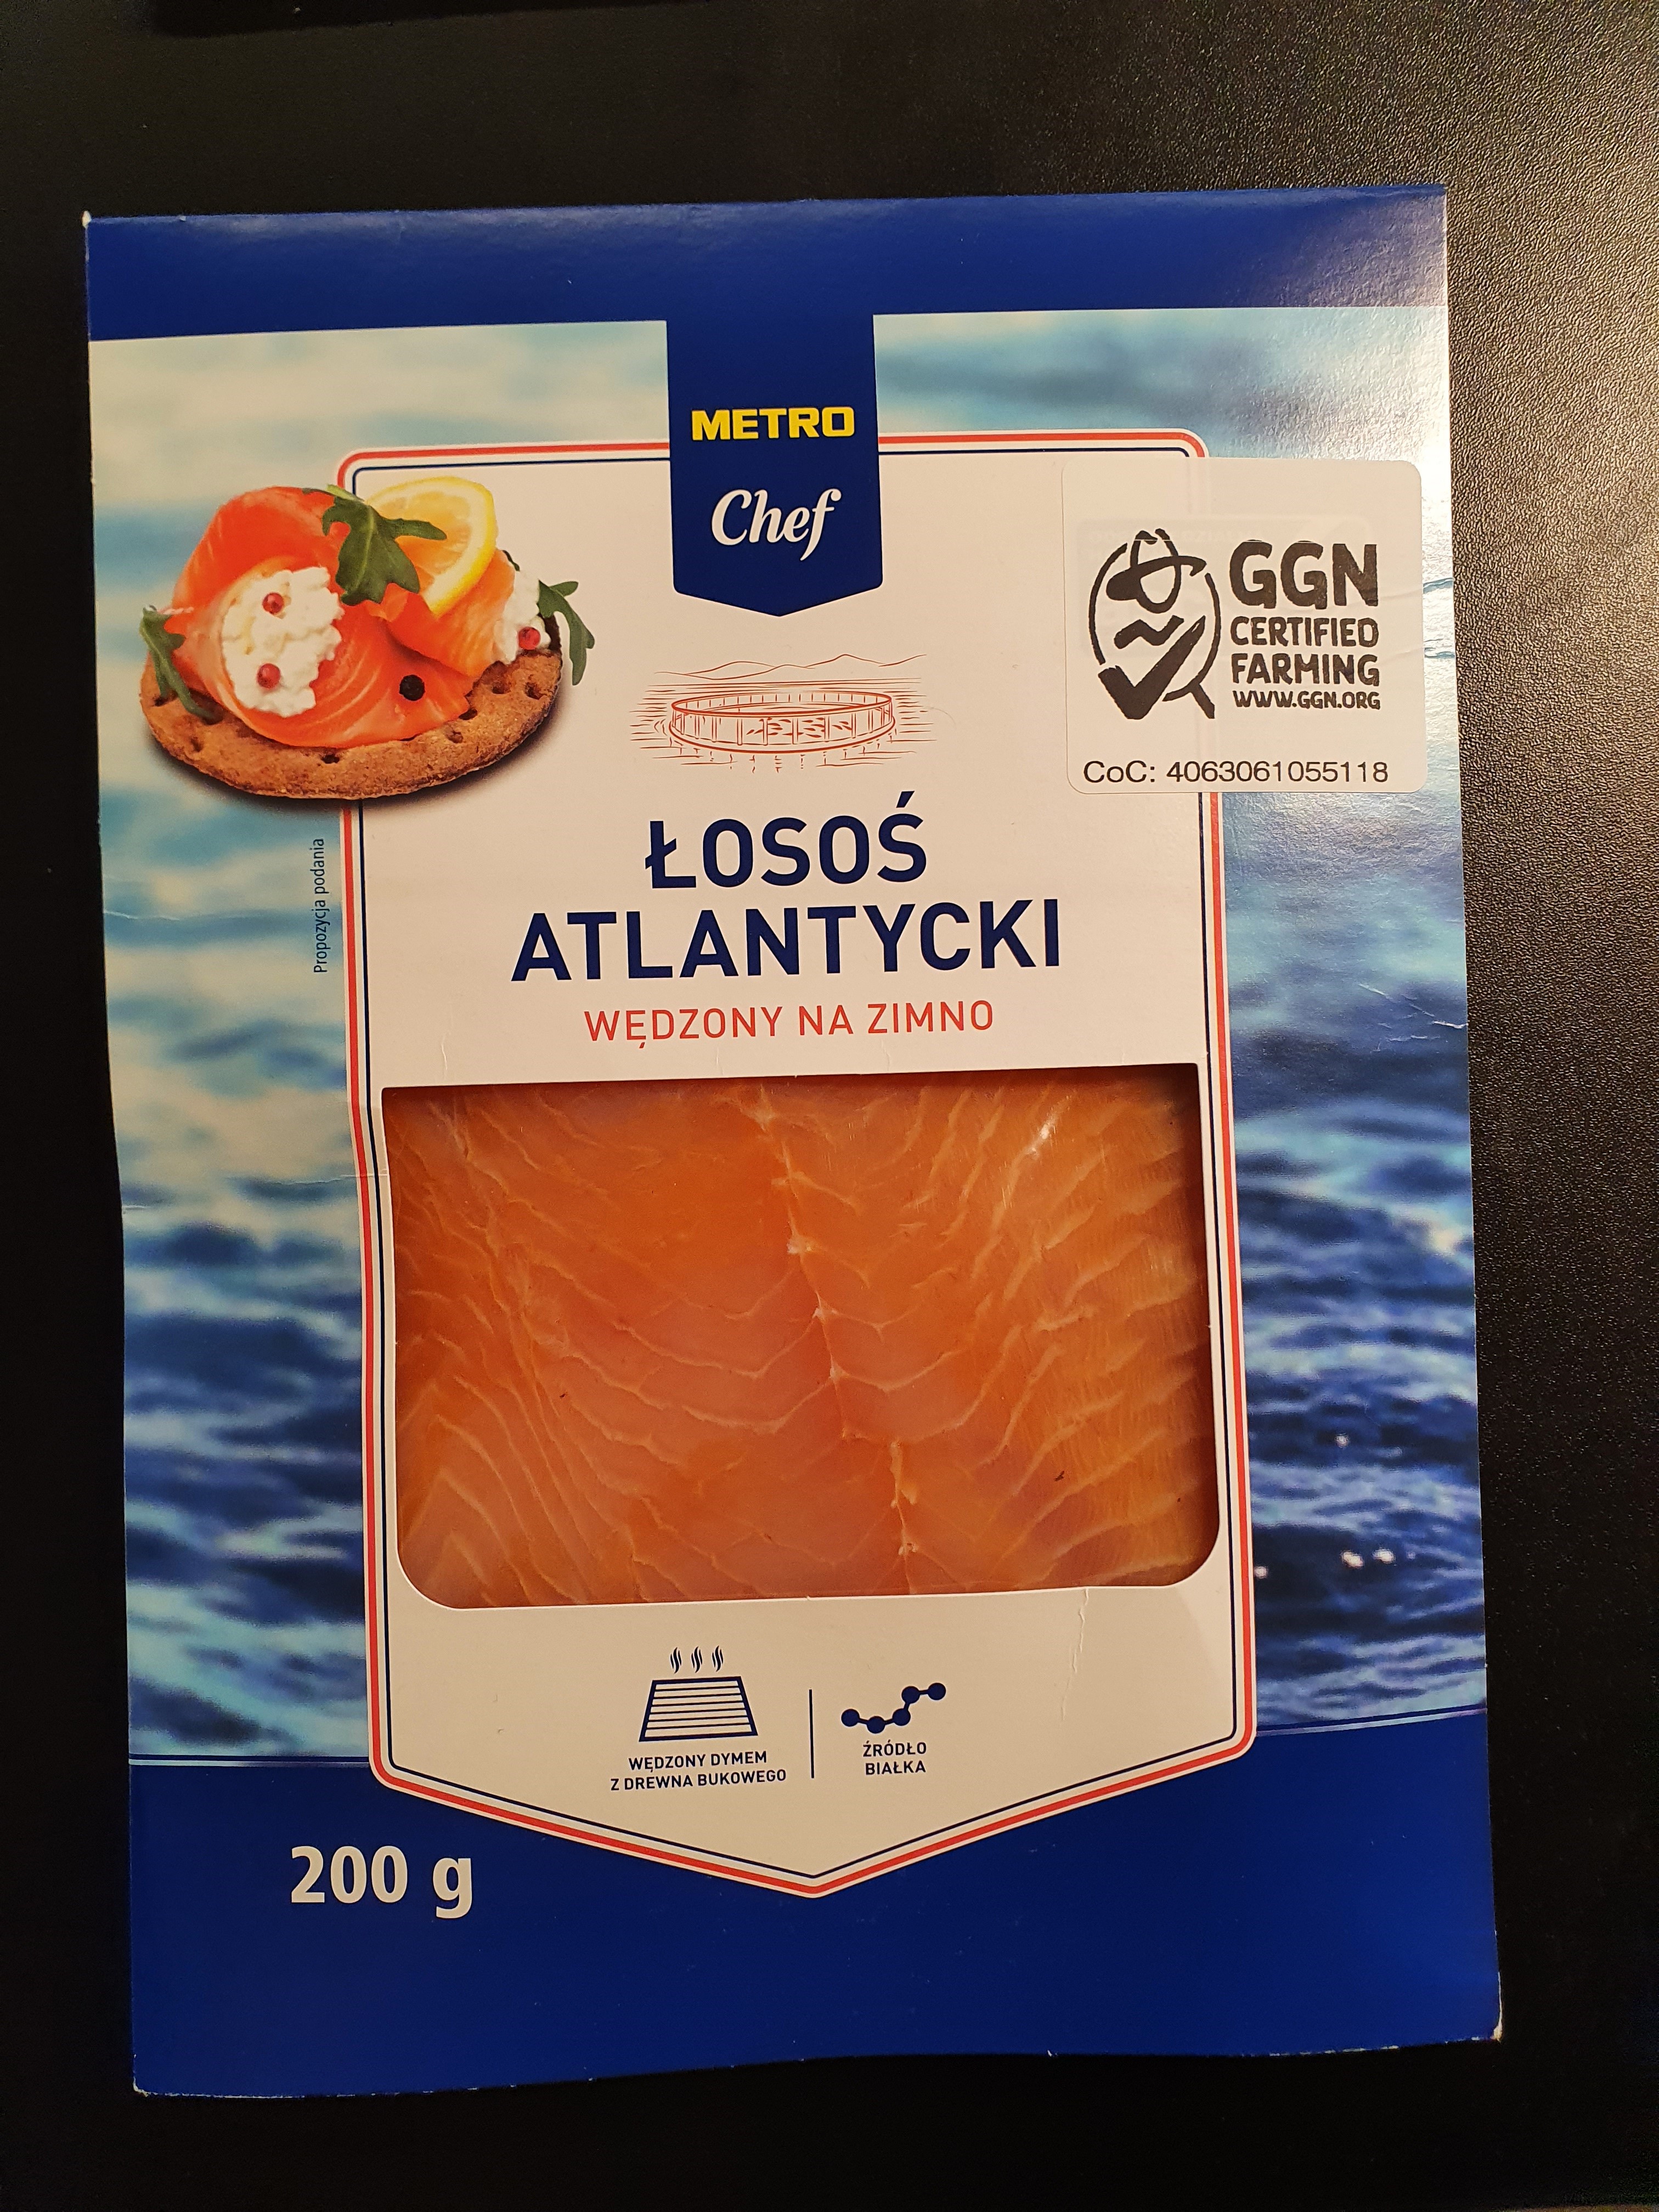 METRO
Chef
GGN
CERTIFIED
FARMING
WWW.GGN.ORG
CoC: 4063061055118
ŁOSOŚ
ATLANTYCKI
WĘDZONY NA ZIMNO
Propozycja podania
WĘDZONY DYMEM
Z DREWNA BUKOWEGO
ŹRÓDŁO
BIAŁKA
200 g